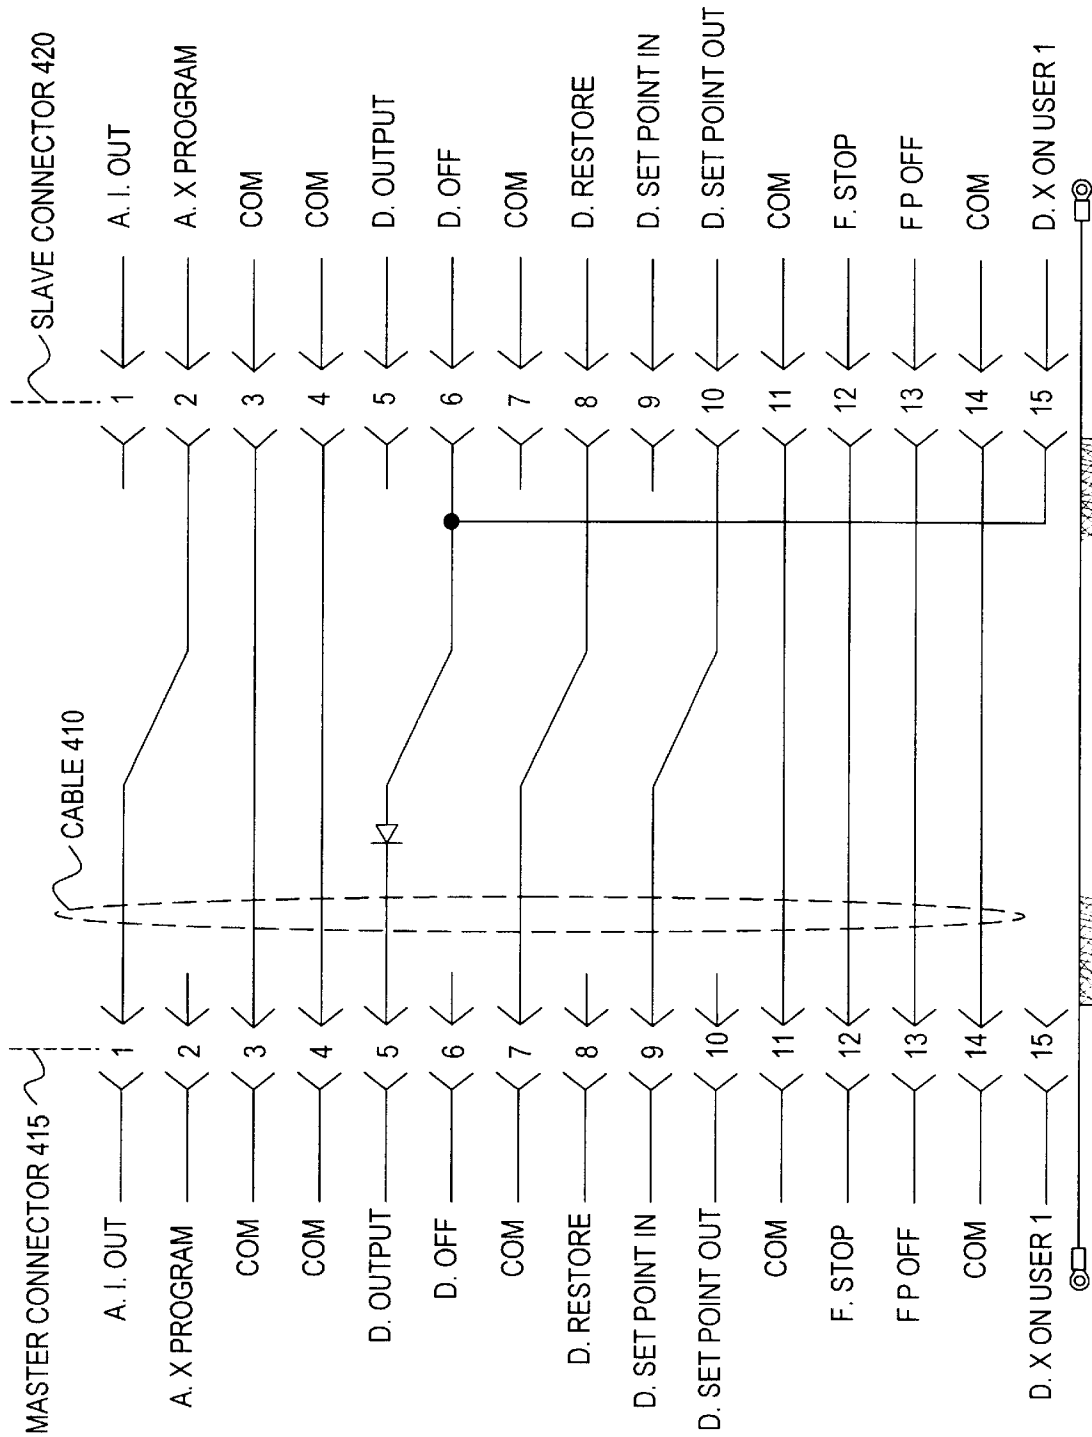 MASTER CONNECTOR 415
SLAVE CONNECTOR 420
CABLE 410
A. I. OUT 1 1 A. I. OUT
A. X PROGRAM 2 2 A. X PROGRAM
COM 3 3 COM
COM 4 4 COM
D. OUTPUT 5 5 D. OUTPUT
D. OFF 6 6 D. OFF
COM 7 7 COM
D. RESTORE 8 8 D. RESTORE
D. SET POINT IN 9 9 D. SET POINT IN
D. SET POINT OUT 10 10 D. SET POINT OUT
COM 11 11 COM
F. STOP 12 12 F. STOP
F P OFF 13 13 F P OFF
COM 14 14 COM
D. X ON USER 1 15 15 D. X ON USER 1